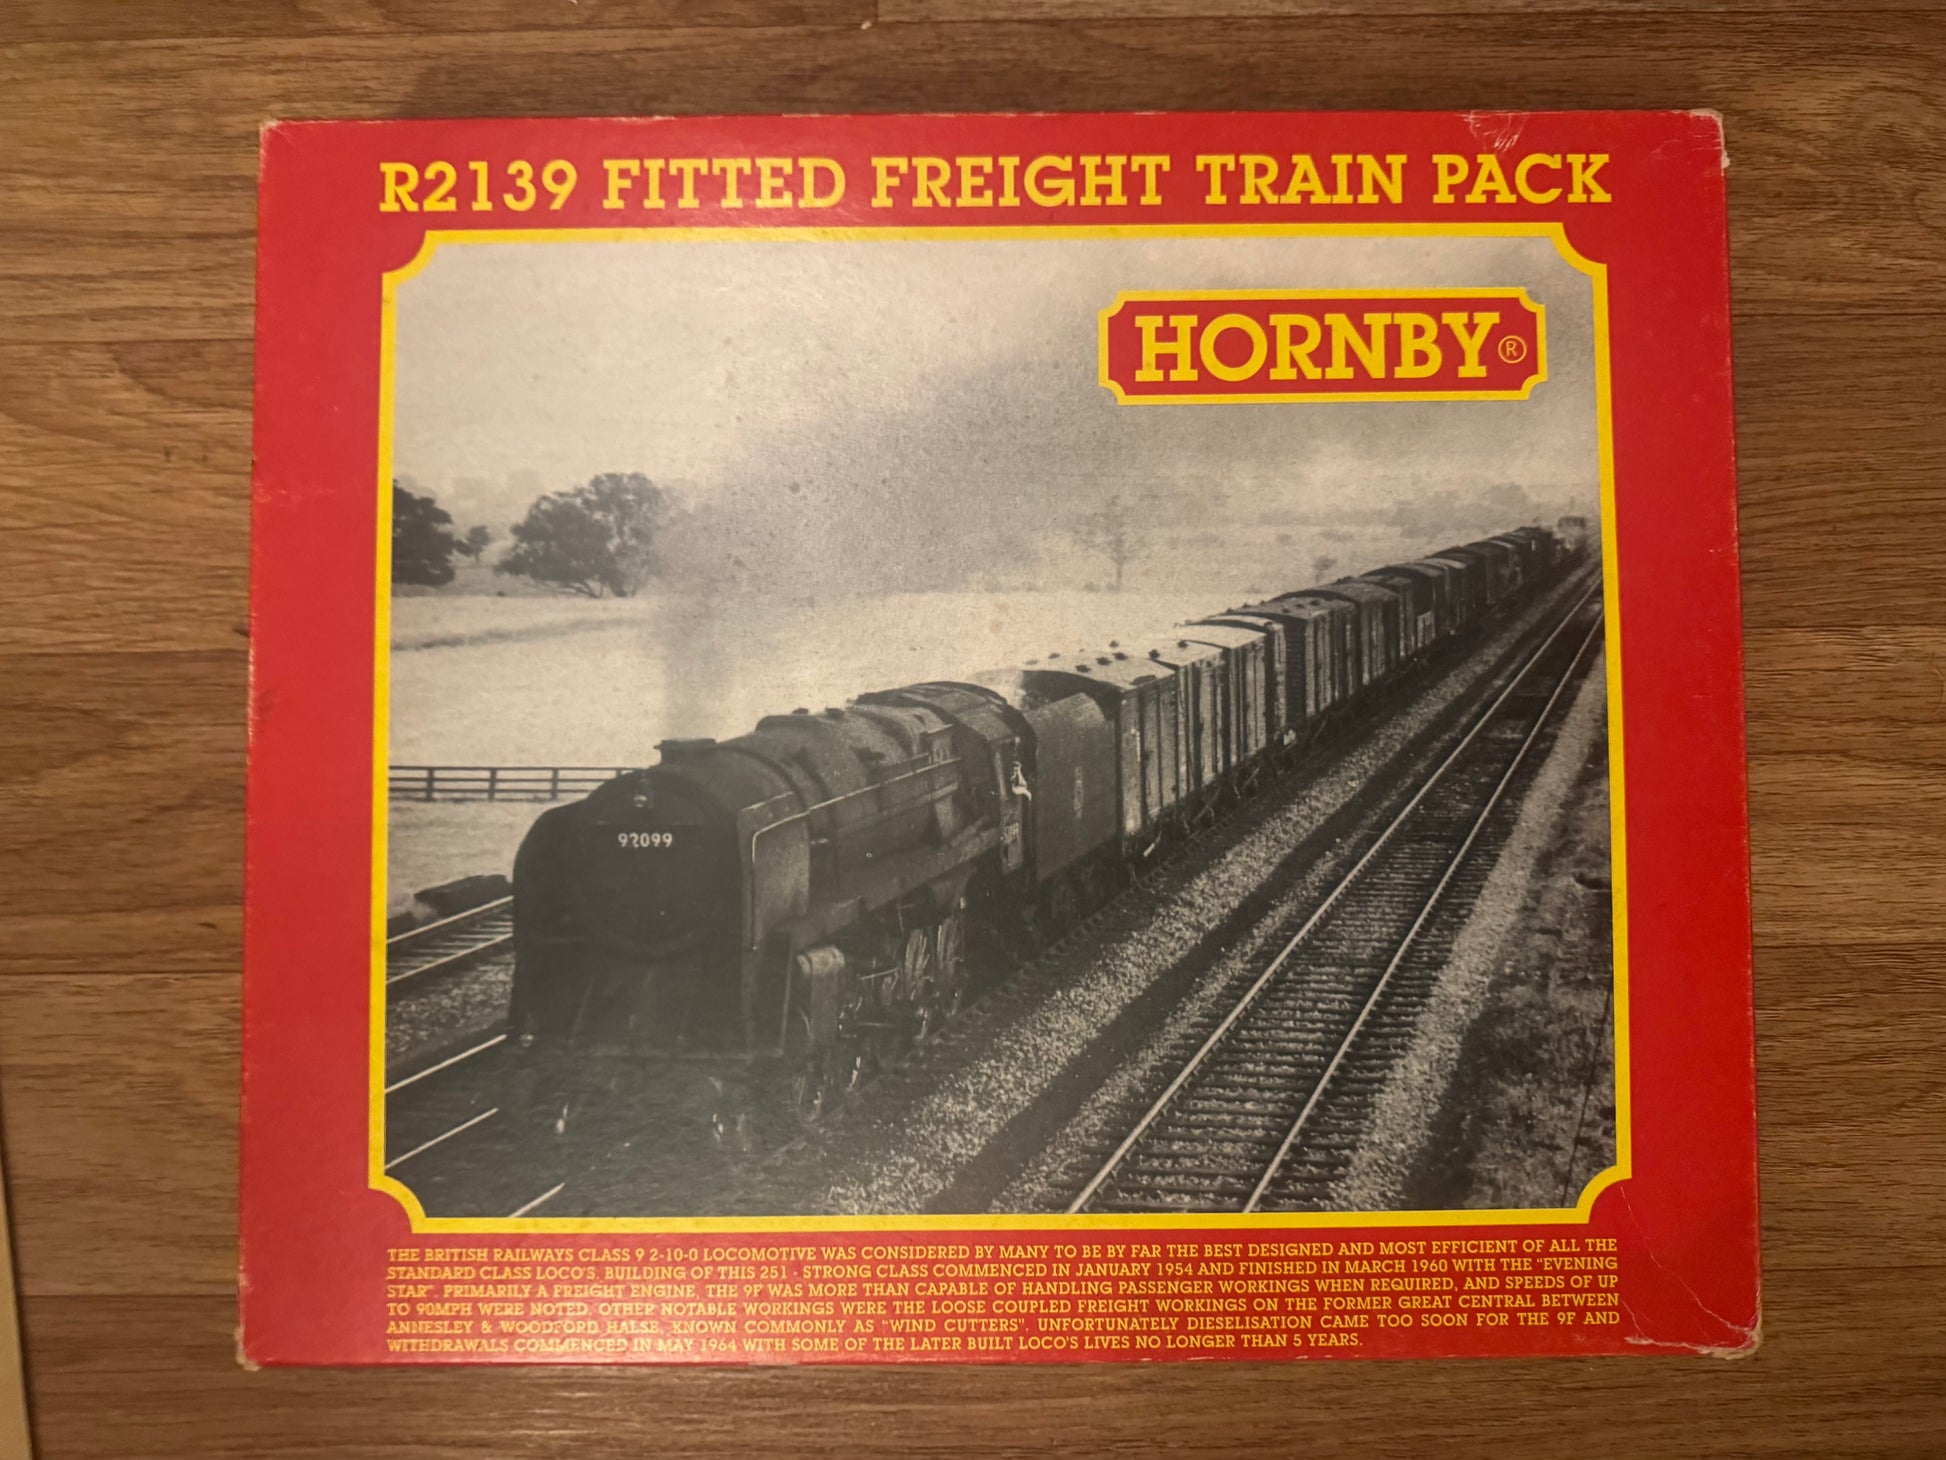 R2139 FITTED FREIGHT TRAIN PACK
HORNBY®
92099
THE BRITISH RAILWAYS CLASS 9 2-10-0 LOCOMOTIVE WAS CONSIDERED BY MANY TO BE BY FAR THE BEST DESIGNED AND MOST EFFICIENT OF ALL THE
STANDARD CLASS LOCO'S. BUILDING OF THIS 251 - STRONG CLASS COMMENCED IN JANUARY 1954 AND FINISHED IN MARCH 1960 WITH THE "EVENING
STAR". PRIMARILY A FREIGHT ENGINE, THE 9F WAS MORE THAN CAPABLE OF HANDLING PASSENGER WORKINGS WHEN REQUIRED, AND SPEEDS OF UP
TO 90MPH WERE NOTED. OTHER NOTABLE WORKINGS WERE THE LOOSE COUPLED FREIGHT WORKINGS ON THE FORMER GREAT CENTRAL BETWEEN
ANNESLEY & WOODFORD HALSE, KNOWN COMMONLY AS "WIND CUTTERS". UNFORTUNATELY DIESELISATION CAME TOO SOON FOR THE 9F AND
WITHDRAWALS COMMENCED IN MAY 1964 WITH SOME OF THE LATER BUILT LOCO'S LIVES NO LONGER THAN 5 YEARS.